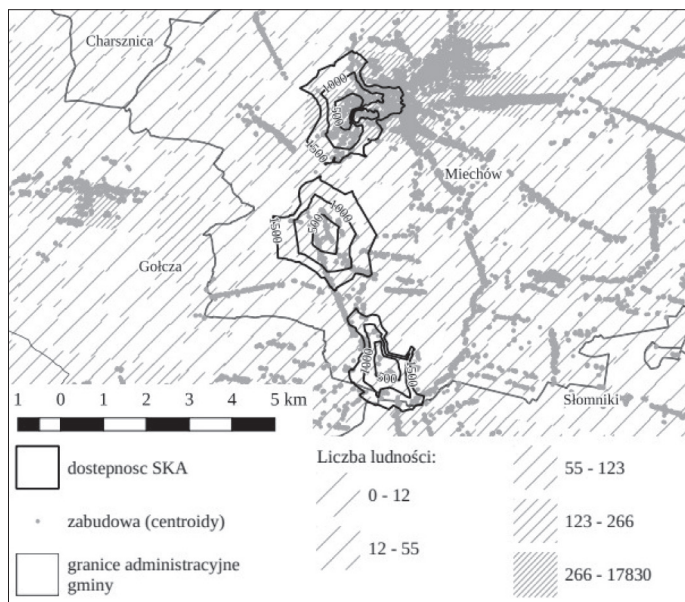 Charsznica
1000
500
1500
Miechów
1000
500
1500
Gołcza
1000
500
1500
Słomniki
1 0 1 2 3 4 5 km
dostepnosc SKA
zabudowa (centroidy)
granice administracyjne
gminy
Liczba ludności:
0 - 12
12 - 55
55 - 123
123 - 266
266 - 17830